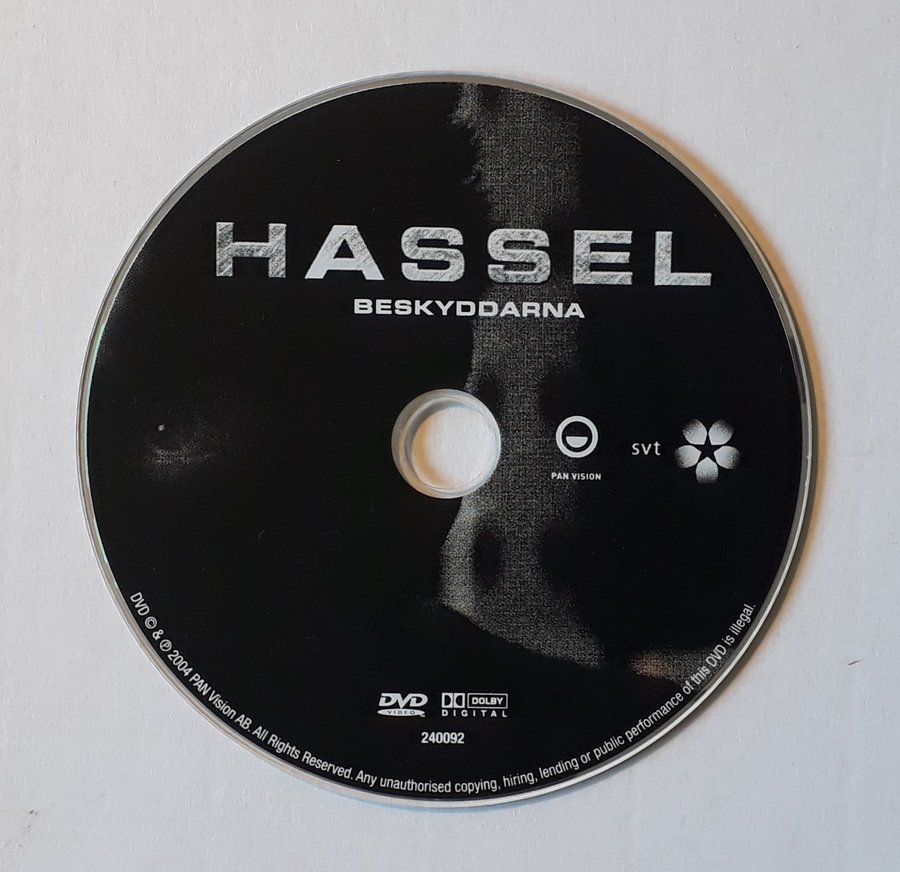 HASSEL
BESKYDDARNA
PAN VISION
svt
DVD
VIDEO
DOLBY
DIGITAL
240092
DVD © & ℗ 2004 PAN Vision AB. All Rights Reserved. Any unauthorised copying, hiring, lending or public performance of this DVD is illegal.